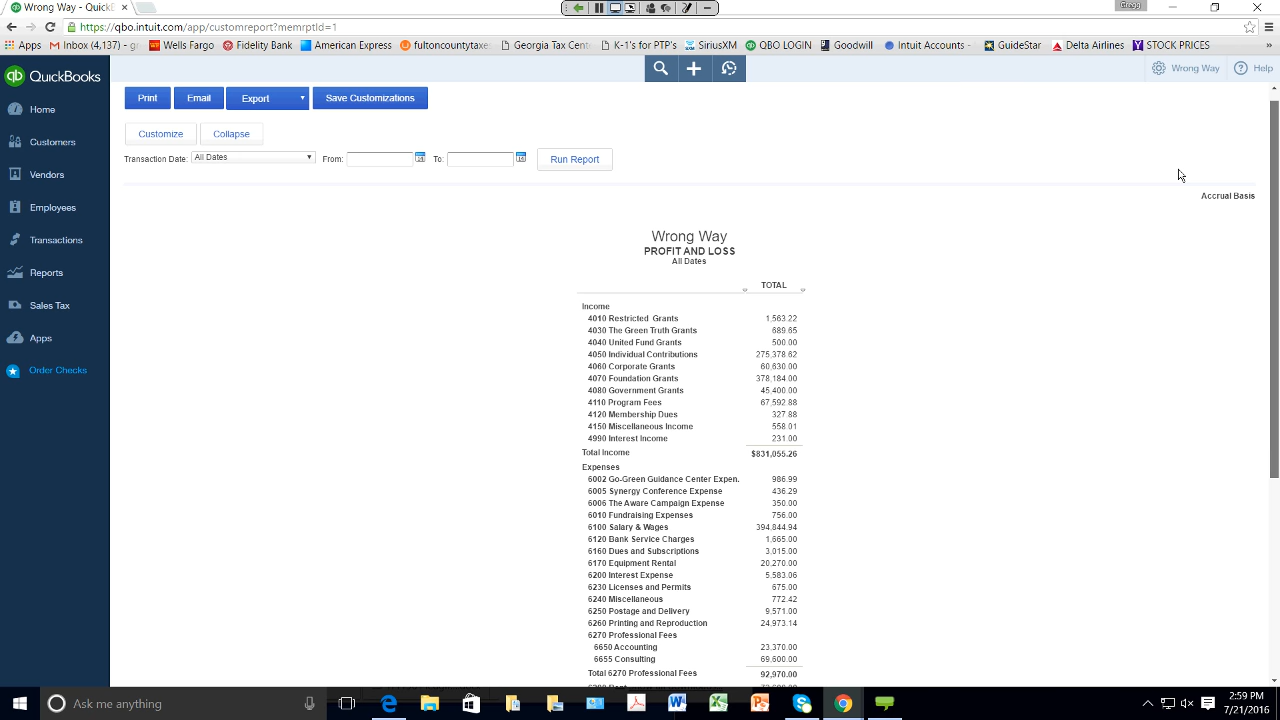 Wrong Way - QuickBooks
Gregg
https://qbo.intuit.com/app/customreport?memrptId=1
Apps
Inbox (4,137)
American Express
utfoncountytaxes
Georgia Tax Center
SiriusXM
QBO LOGIN
Goodwill
Intuit Accounts -
GuideStar
Delta Airlines
STOCK PRICES
»
qb QuickBooks
Wrong Way
Help
Home
Customers
Vendors
Employees
Transactions
Reports
Sales Tax
Apps
Order Checks
Print
Email
Export
Save Customizations
Customize
Collapse
Transaction Date: All Dates From: To: Run Report
Accrual Basis
Wrong Way
PROFIT AND LOSS
All Dates
TOTAL
Income
4010 Restricted Grants 1,563.22
4030 The Green Truth Grants 689.65
4040 United Fund Grants 500.00
4050 Individual Contributions 275,378.62
4060 Corporate Grants 60,630.00
4070 Foundation Grants 378,184.00
4080 Government Grants 45,400.00
4110 Program Fees 67,592.88
4120 Membership Dues 327.88
4150 Miscellaneous Income 558.01
4990 Interest Income 231.00
Total Income $831,055.26
Expenses
6002 Go-Green Guidance Center Expen. 986.99
6005 Synergy Conference Expense 436.29
6006 The Aware Campaign Expense 350.00
6010 Fundraising Expenses 756.00
6100 Salary & Wages 394,844.94
6120 Bank Service Charges 1,665.00
6160 Dues and Subscriptions 3,015.00
6170 Equipment Rental 20,270.00
6200 Interest Expense 5,583.06
6230 Licenses and Permits 675.00
6240 Miscellaneous 772.42
6250 Postage and Delivery 9,571.00
6260 Printing and Reproduction 24,973.14
6270 Professional Fees
6650 Accounting 23,370.00
6655 Consulting 69,600.00
Total 6270 Professional Fees 92,970.00
Ask me anything
2:59 PM
7/21/2016